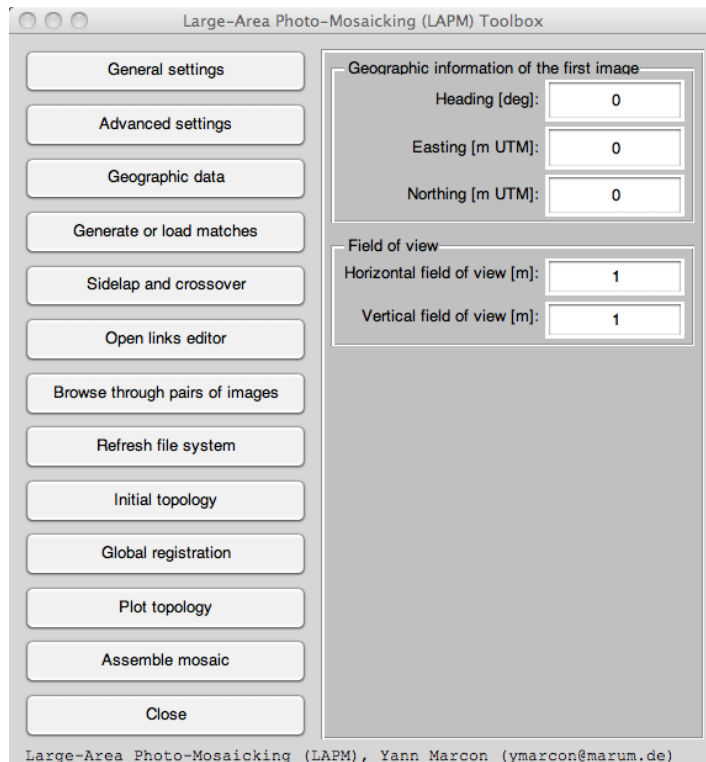 Large-Area Photo-Mosaicking (LAPM) Toolbox
General settings
Advanced settings
Geographic data
Generate or load matches
Sidelap and crossover
Open links editor
Browse through pairs of images
Refresh file system
Initial topology
Global registration
Plot topology
Assemble mosaic
Close
Geographic information of the first image
Heading [deg]: 0
Easting [m UTM]: 0
Northing [m UTM]: 0
Field of view
Horizontal field of view [m]: 1
Vertical field of view [m]: 1
Large-Area Photo-Mosaicking (LAPM), Yann Marcon (ymarcon@marum.de)